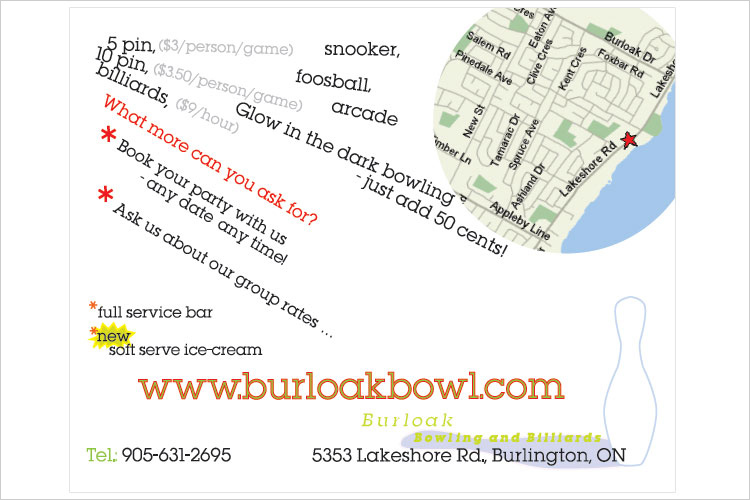 5 pin, ($3/person/game)
10 pin, ($3.50/person/game)
billiards, ($9/hour)
snooker,
foosball,
arcade
Glow in the dark bowling
- just add 50 cents!
What more can you ask for?
* Book your party with us
- any date any time!
* Ask us about our group rates ...
Cres
Eaton Ave
Salem Rd
Pinedale Ave
Clive Cres
Kent Cres
Burloak Dr
Foxbar Rd
Lakeshore
New St
Tamarac Dr
Spruce Ave
Ashland Dr
Lakeshore Rd
Appleby Line
* full service bar
* new
soft serve ice-cream
www.burloakbowl.com
Burloak
Bowling and Billiards
Tel.: 905-631-2695
5353 Lakeshore Rd., Burlington, ON